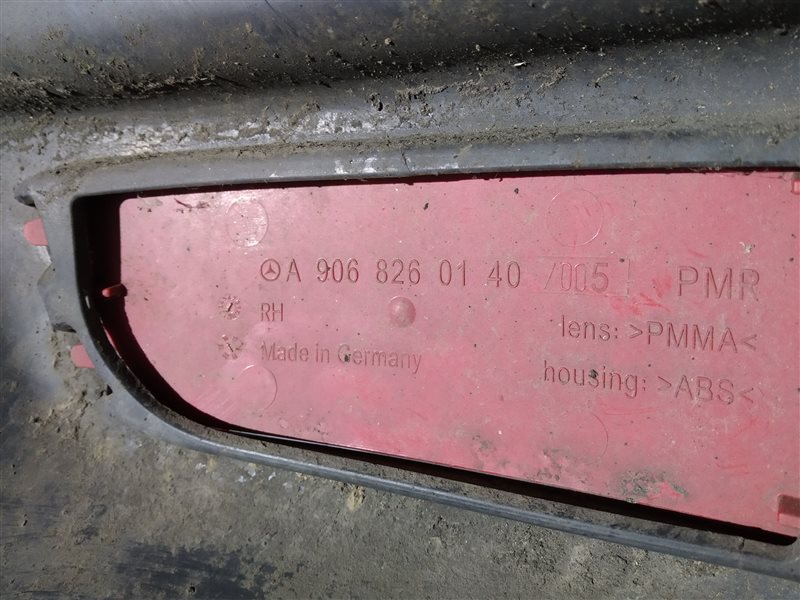 A 906 826 01 40 /005 PMR
RH
lens: >PMMA<
Made in Germany
housing: >ABS<